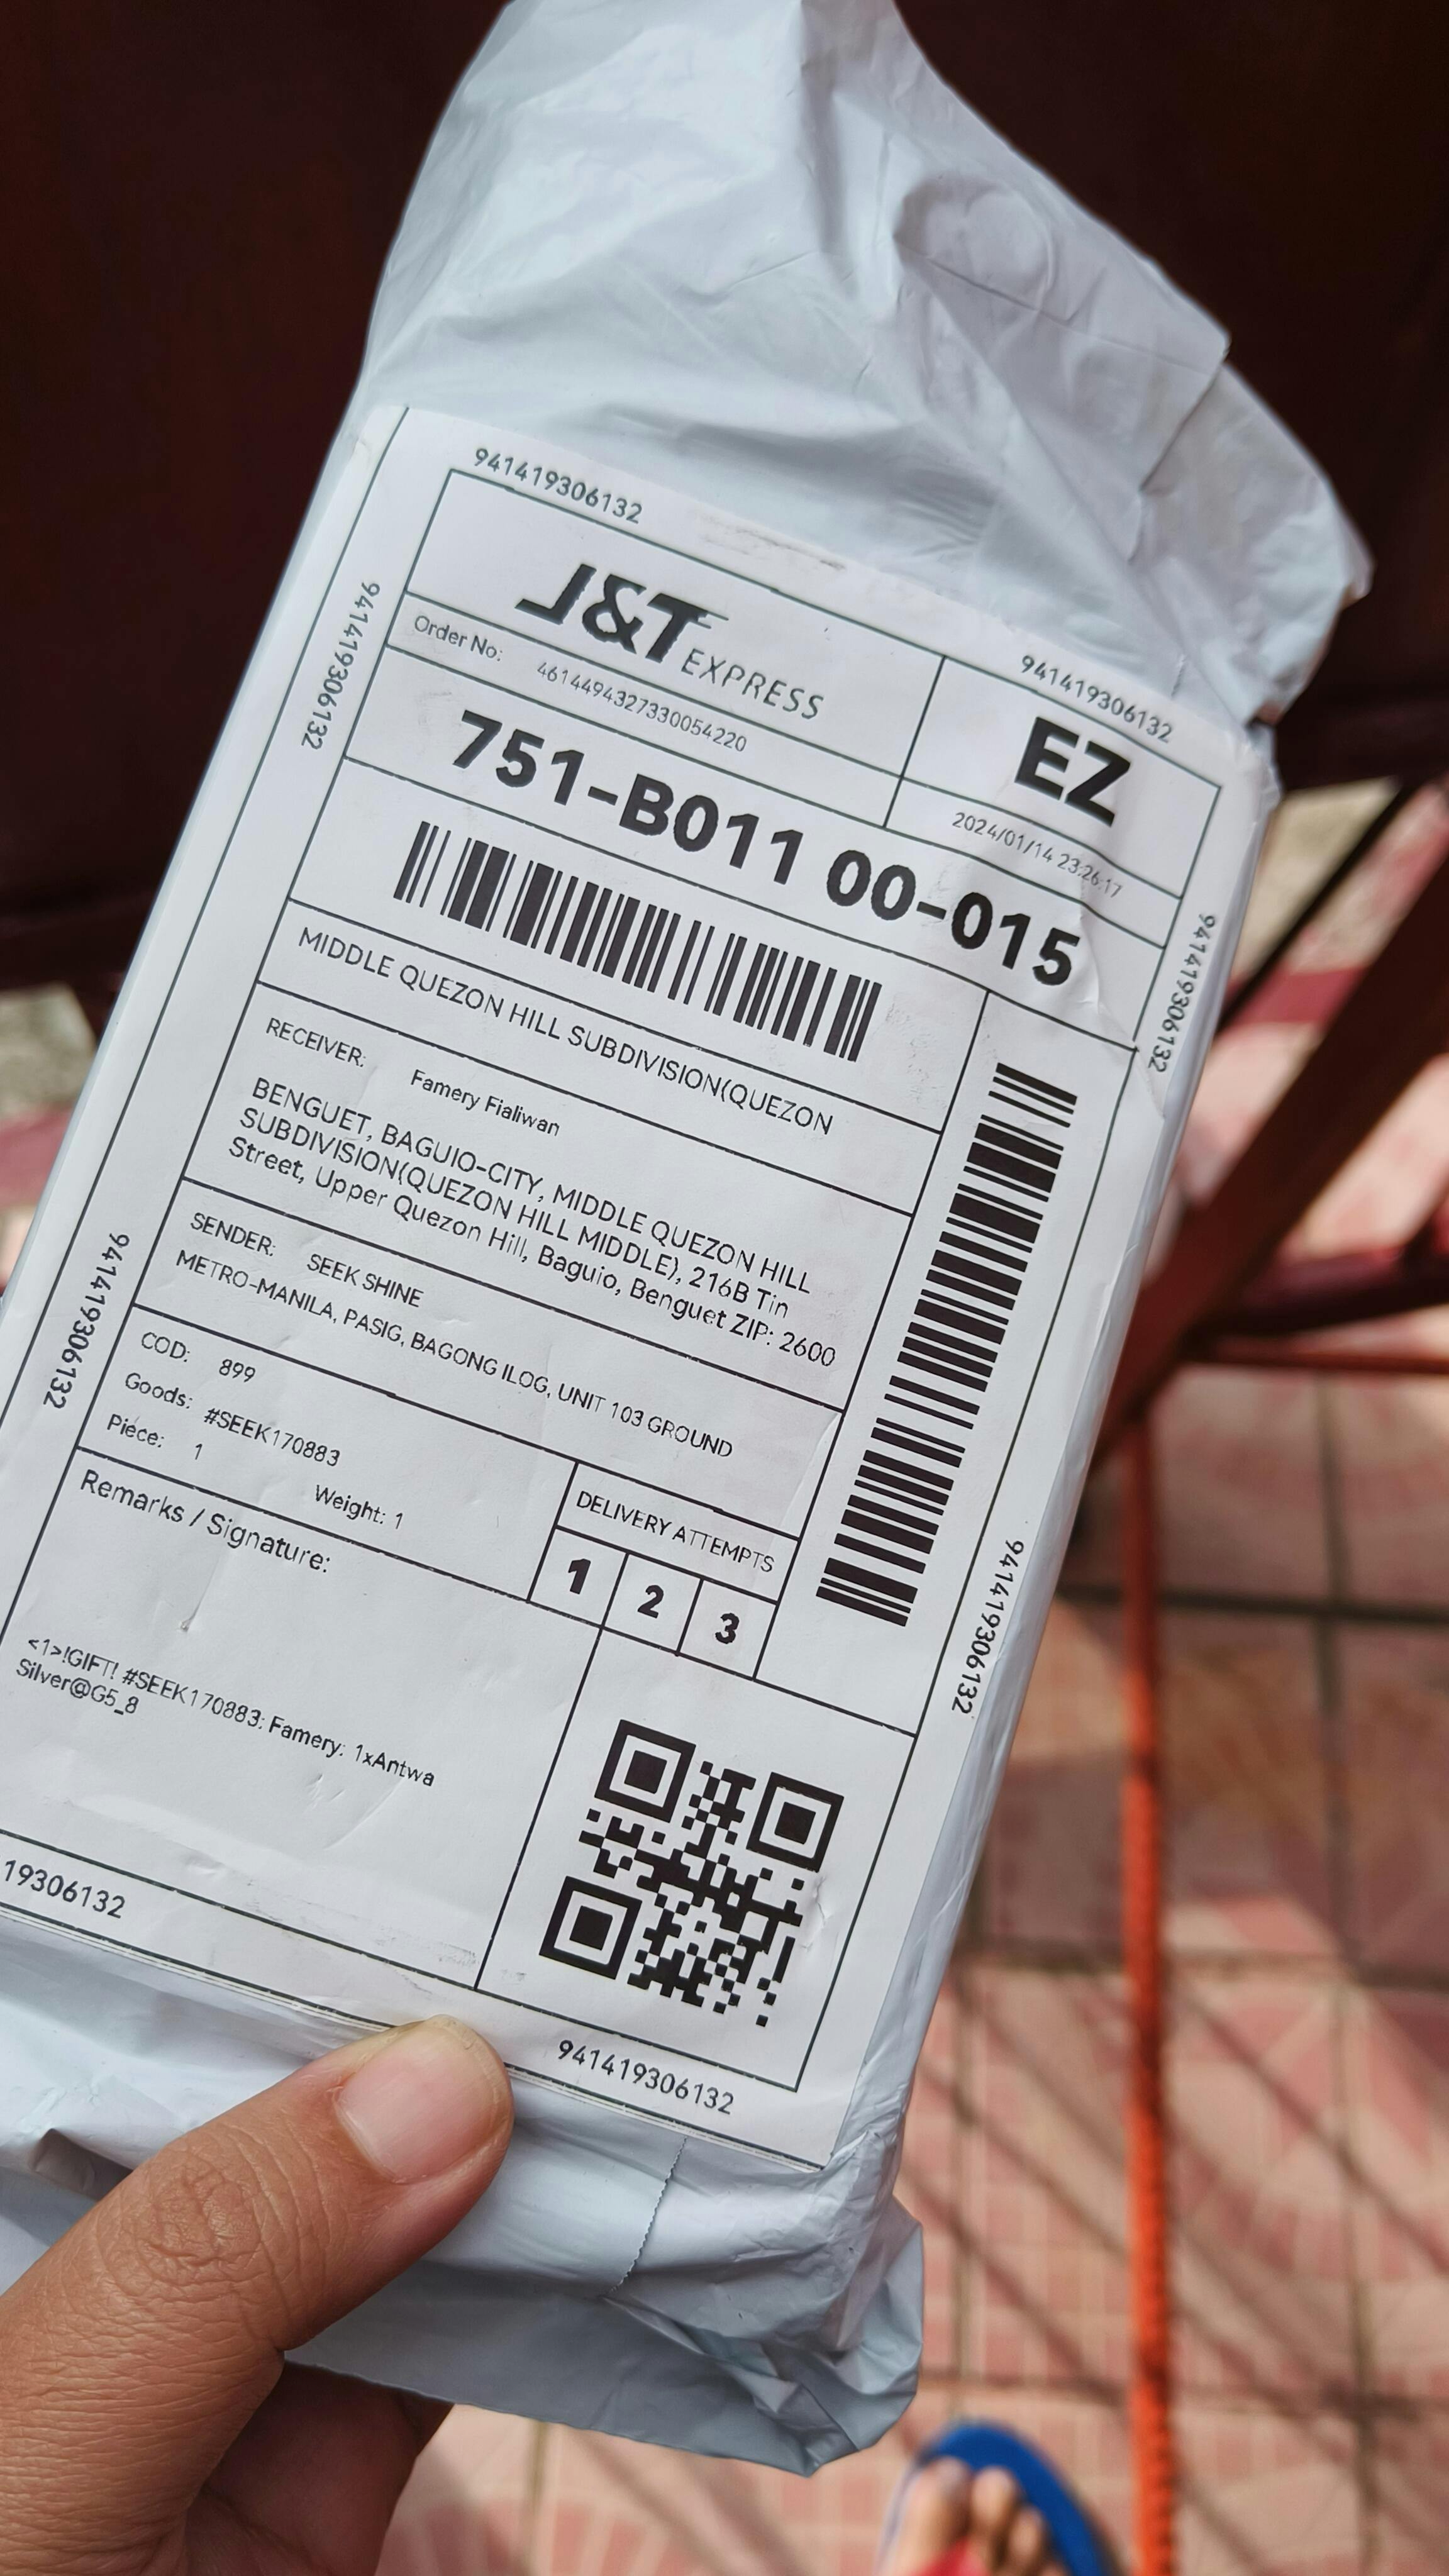 941419306132
941419306132
941419306132
J&T EXPRESS
EZ
Order No: 461449432733005​4220
2024/01/14 23:26:17
751-B011 00-015
941419306132
MIDDLE QUEZON HILL SUBDIVISION(QUEZON
RECEIVER: Famery Fialiwan
BENGUET, BAGUIO-CITY, MIDDLE QUEZON HILL
SUBDIVISION(QUEZON HILL MIDDLE), 216B Tin
Street, Upper Quezon Hill, Baguio, Benguet ZIP: 2600
SENDER: SEEK SHINE
METRO-MANILA, PASIG, BAGONG ILOG, UNIT 103 GROUND
941419306132
COD: 899
Goods: #SEEK170883
Piece: 1
Weight: 1
DELIVERY ATTEMPTS
1 2 3
941419306132
Remarks / Signature:
<1>!GIFT! #SEEK170883: Famery: 1xAntwa
Silver@G5_8
19306132
941419306132